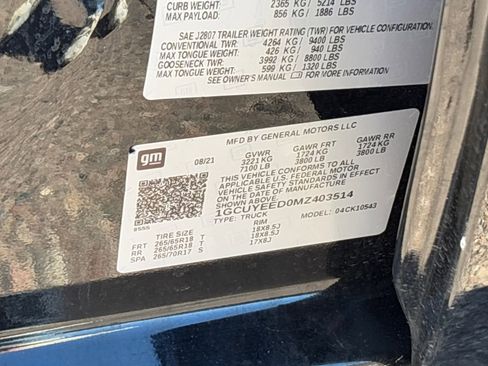 CURB WEIGHT: 2365 KG / 5214 LBS
MAX PAYLOAD: 856 KG / 1886 LBS
SAE J2807 TRAILER WEIGHT RATING (TWR) FOR VEHICLE CONFIGURATION.
CONVENTIONAL TWR: 4264 KG / 9400 LBS
MAX TONGUE WEIGHT: 426 KG / 940 LBS
GOOSENECK TWR: 3992 KG / 8800 LBS
MAX TONGUE WEIGHT: 599 KG / 1320 LBS
SEE OWNER'S MANUAL FOR MORE INFORMATION
gm
MFD BY GENERAL MOTORS LLC
08/21 GVWR GAWR FRT GAWR RR
3221 KG 1724 KG 1724 KG
7100 LB 3800 LB 3800 LB
THIS VEHICLE CONFORMS TO ALL APPLICABLE U.S. FEDERAL MOTOR
VEHICLE SAFETY STANDARDS IN EFFECT ON THE
DATE OF MANUFACTURE SHOWN ABOVE.
1GCUYEED0MZ403514
TYPE: TRUCK MODEL: 04CK10543
TIRE SIZE RIM
FRT 265/65R18 T 18X8.5J
RR 265/65R18 T 18X8.5J
SPA 265/70R17 S 17X8J